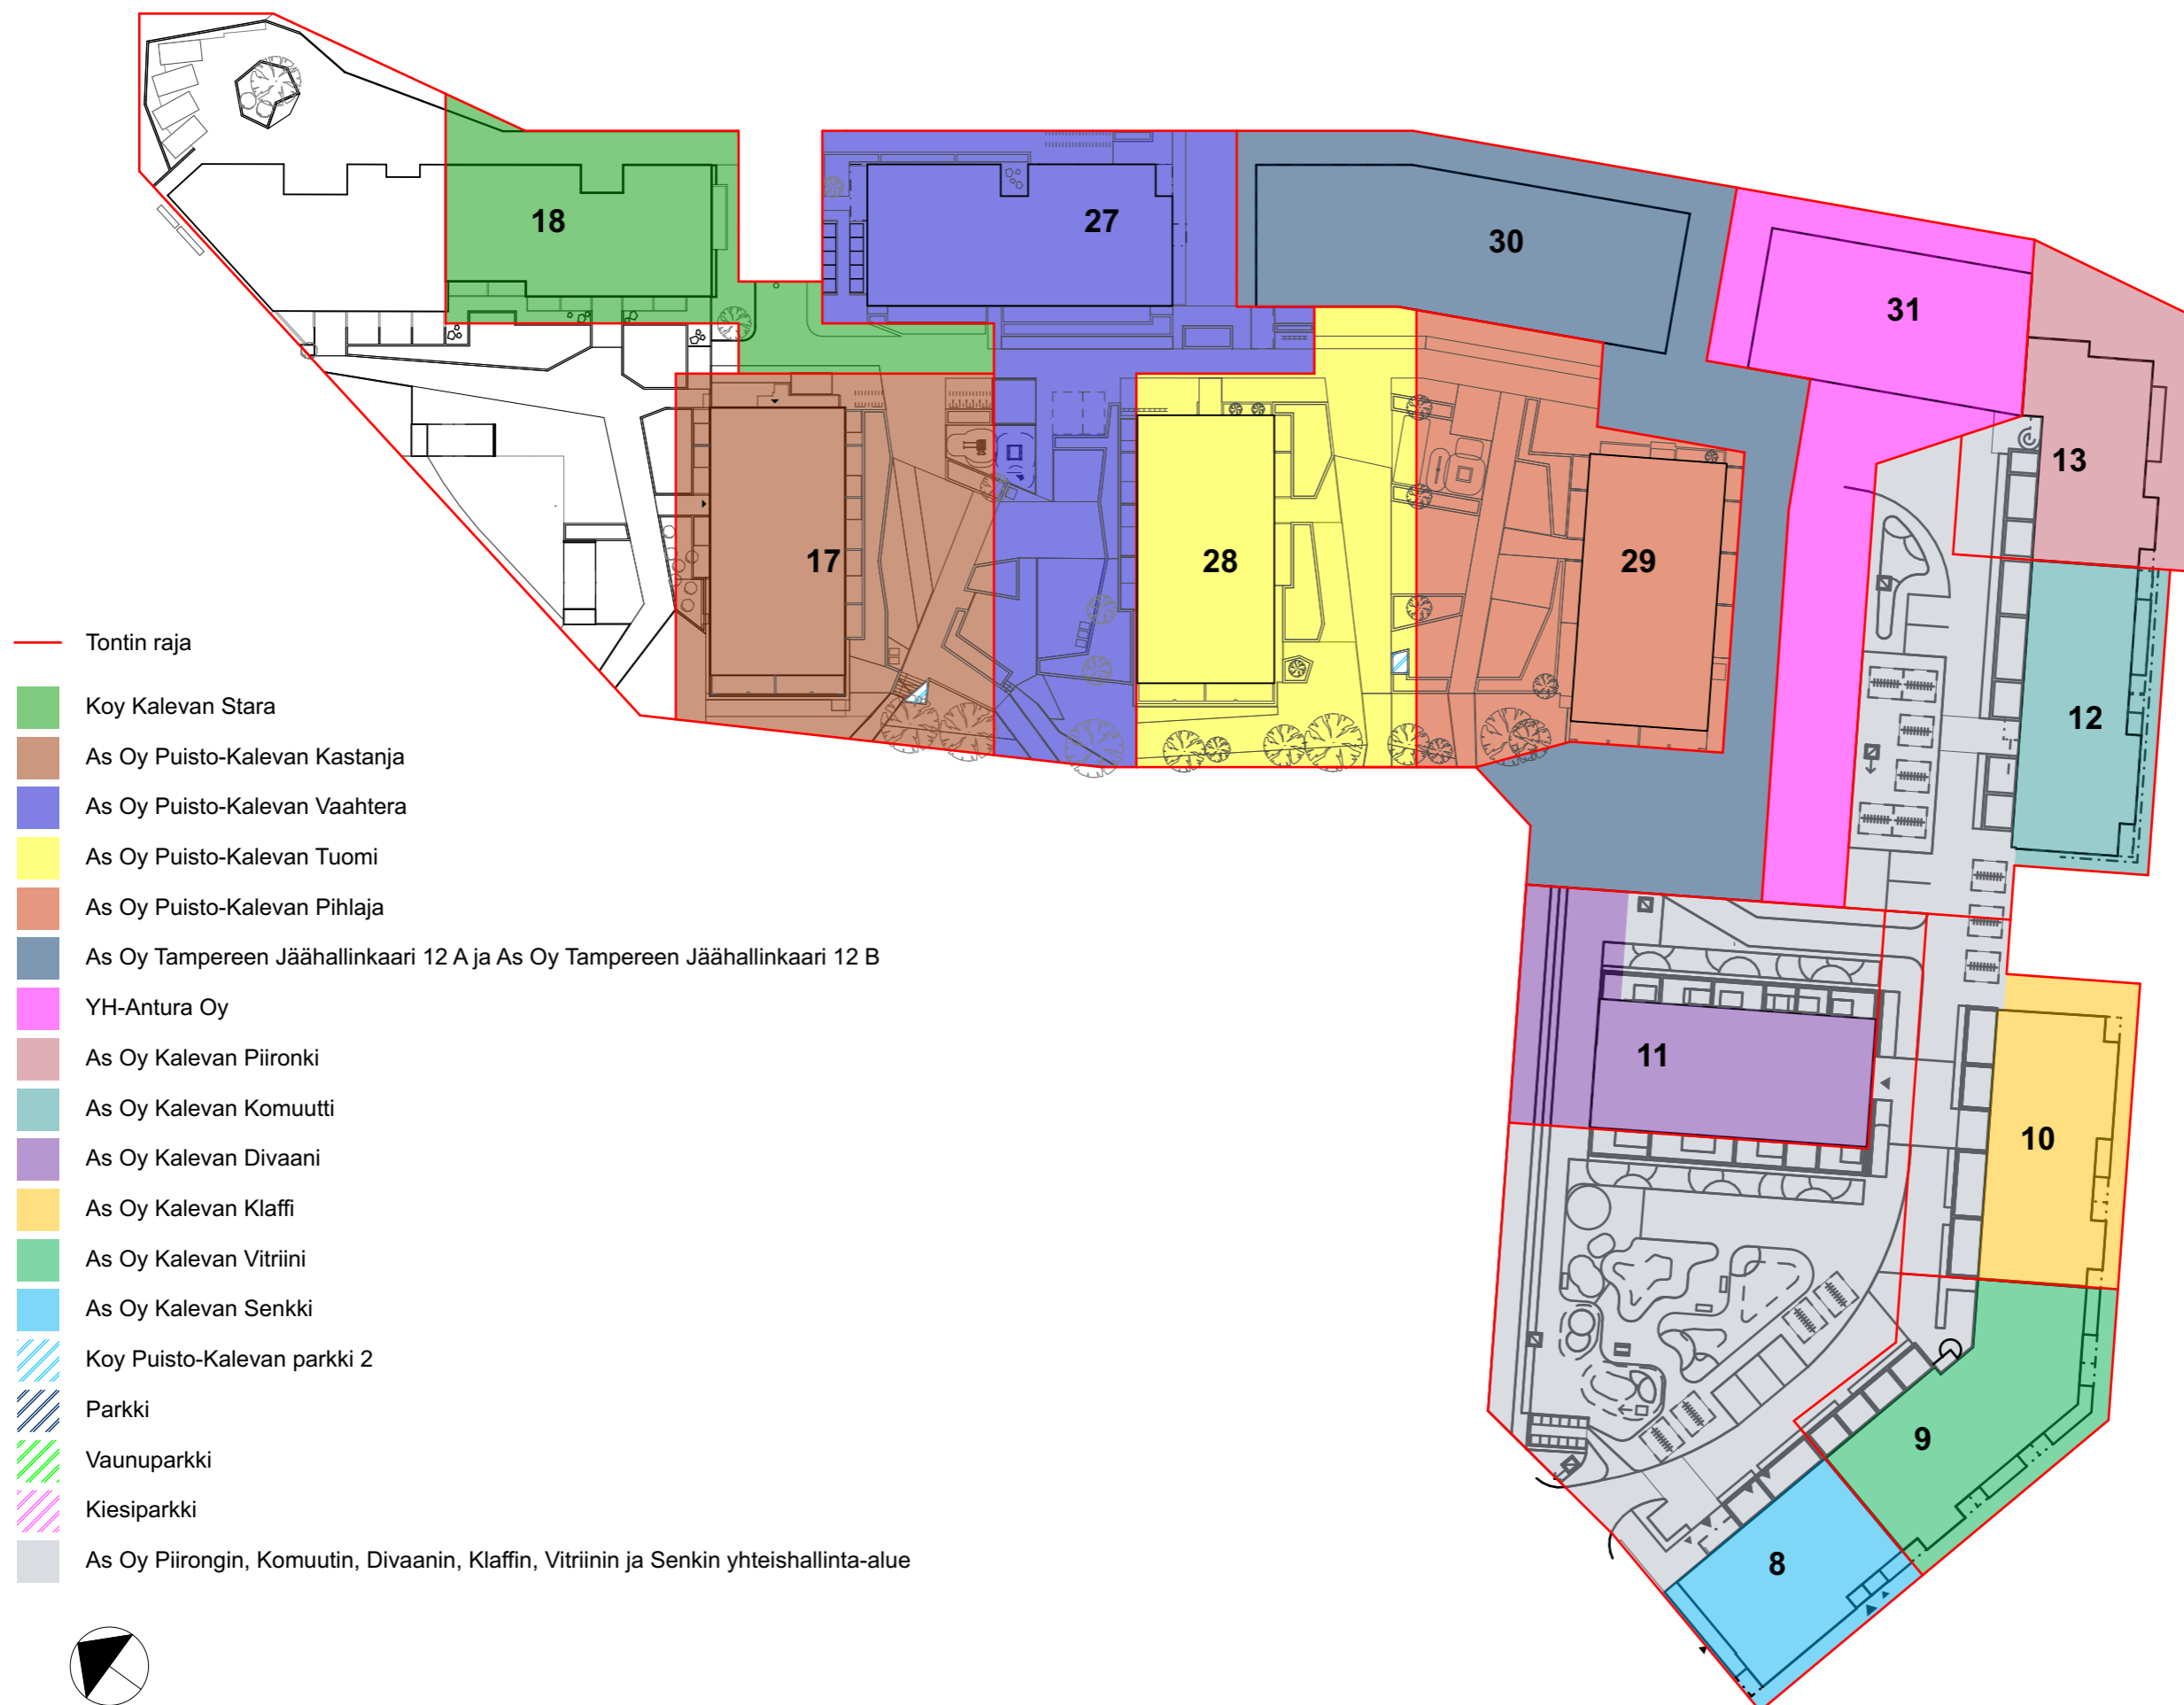 18
27
30
31
13
17
28
29
12
11
10
9
8
Tontin raja
Koy Kalevan Stara
As Oy Puisto-Kalevan Kastanja
As Oy Puisto-Kalevan Vaahtera
As Oy Puisto-Kalevan Tuomi
As Oy Puisto-Kalevan Pihlaja
As Oy Tampereen Jäähallinkaari 12 A ja As Oy Tampereen Jäähallinkaari 12 B
YH-Antura Oy
As Oy Kalevan Piironki
As Oy Kalevan Komuutti
As Oy Kalevan Divaani
As Oy Kalevan Klaffi
As Oy Kalevan Vitriini
As Oy Kalevan Senkki
Koy Puisto-Kalevan parkki 2
Parkki
Vaunuparkki
Kiesiparkki
As Oy Piirongin, Komuutin, Divaanin, Klaffin, Vitriinin ja Senkin yhteishallinta-alue